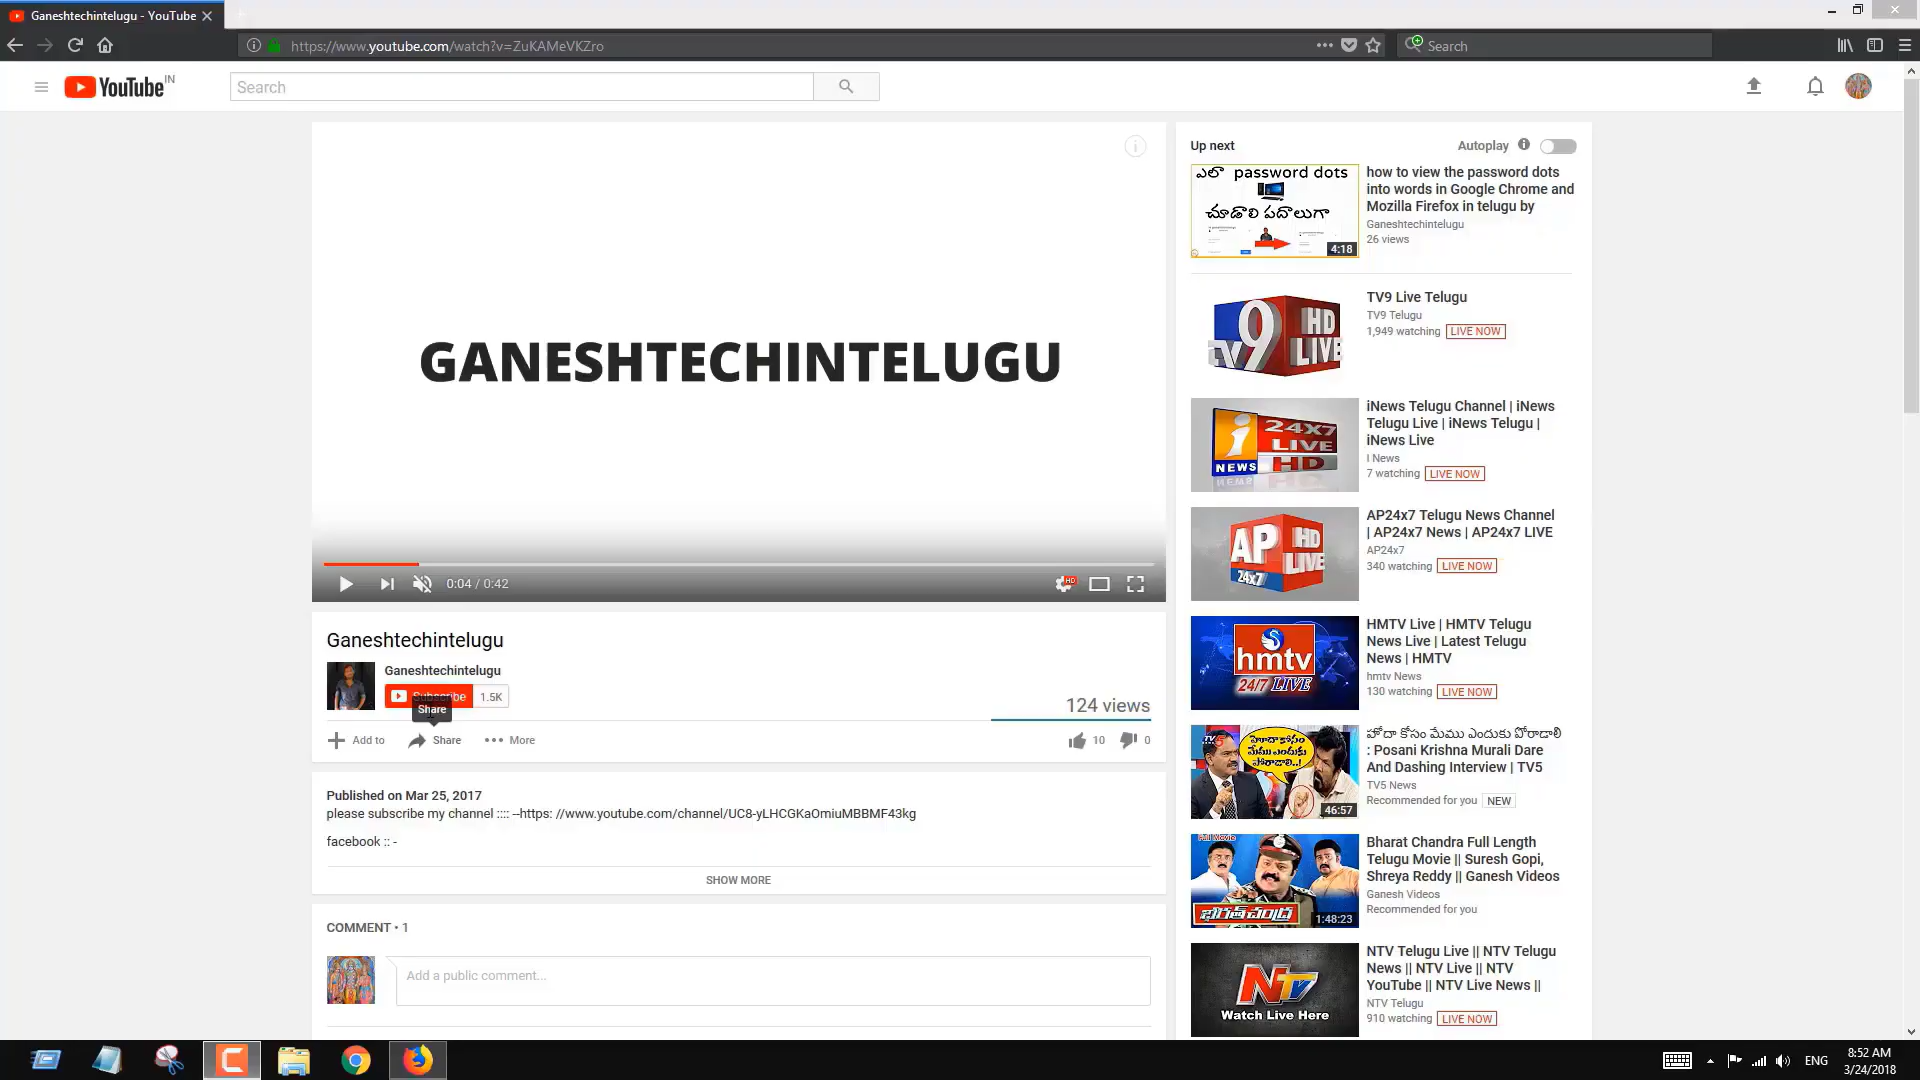 Ganeshtechintelugu - YouTube
https://www.youtube.com/watch?v=ZuKAMeVKZro
Search
YouTube IN
Search
GANESHTECHINTELUGU
0:04 / 0:42
HD
Ganeshtechintelugu
Ganeshtechintelugu
Subscribe 1.5K
Share
124 views
Add to Share More
10 0
Published on Mar 25, 2017
please subscribe my channel :::: --https: //www.youtube.com/channel/UC8-yLHCGKaOmiuMBBMF43kg
facebook :: -
SHOW MORE
COMMENT • 1
Add a public comment...
Up next
Autoplay
ఎలా password dots
చూడాలి పదాలుగా
4:18
how to view the password dots
into words in Google Chrome and
Mozilla Firefox in telugu by
Ganeshtechintelugu
26 views
TV9 HD LIVE
TV9 Live Telugu
TV9 Telugu
1,949 watching LIVE NOW
i NEWS 24X7 LIVE HD
iNews Telugu Channel | iNews
Telugu Live | iNews Telugu |
iNews Live
I News
7 watching LIVE NOW
AP 24x7 HD LIVE
AP24x7 Telugu News Channel
| AP24x7 News | AP24x7 LIVE
AP24x7
340 watching LIVE NOW
hmtv
24/7 LIVE
HMTV Live | HMTV Telugu
News Live | Latest Telugu
News | HMTV
hmtv News
130 watching LIVE NOW
హోదా కోసం
మేము ఎందుకు
పోరాడాలి..!
46:57
హోదా కోసం మేము ఎందుకు పోరాడాలి
: Posani Krishna Murali Dare
And Dashing Interview | TV5
TV5 News
Recommended for you NEW
Full Movie
భరత్ చంద్ర
1:48:23
Bharat Chandra Full Length
Telugu Movie || Suresh Gopi,
Shreya Reddy || Ganesh Videos
Ganesh Videos
Recommended for you
NTV
Watch Live Here
NTV Telugu Live || NTV Telugu
News || NTV Live || NTV
YouTube || NTV Live News ||
NTV Telugu
910 watching LIVE NOW
ENG
8:52 AM
3/24/2018